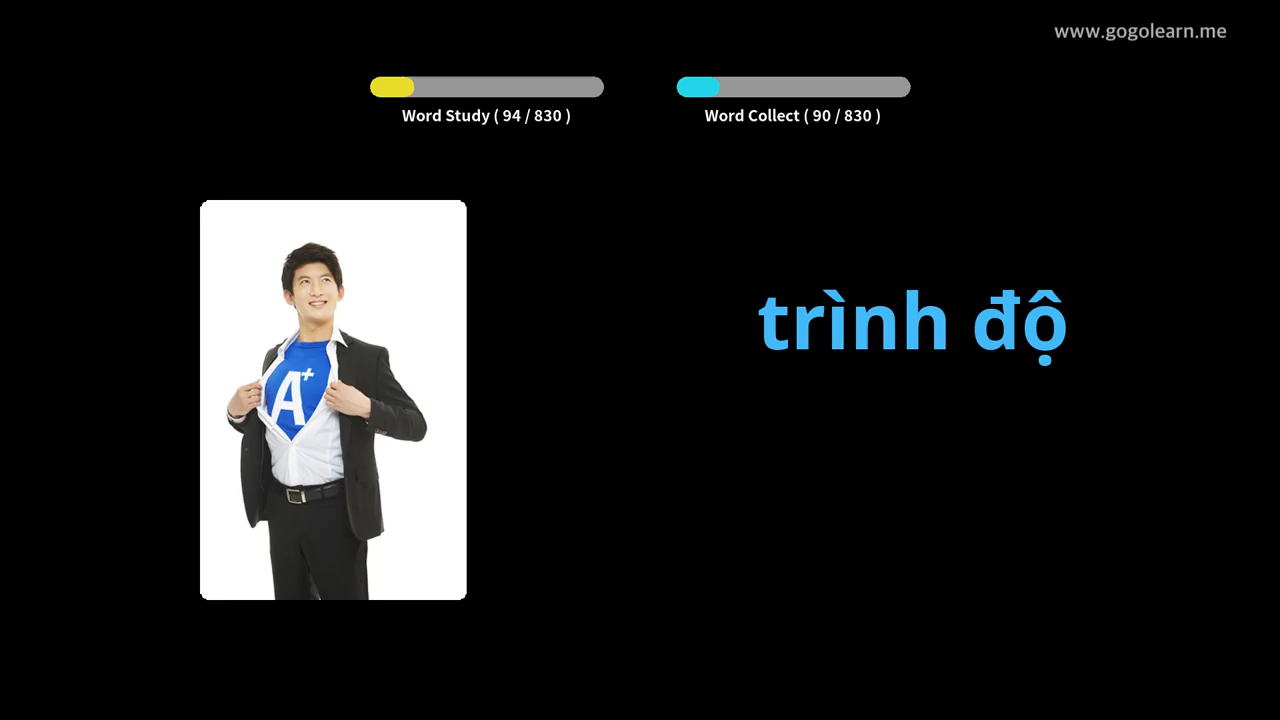 www.gogolearn.me
Word Study ( 94 / 830 )
Word Collect ( 90 / 830 )
A+
trình độ